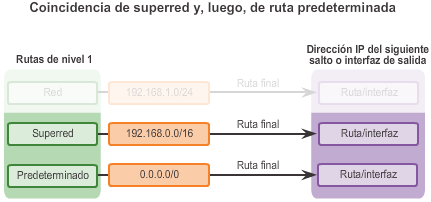 Coincidencia de superred y, luego, de ruta predeterminada
Rutas de nivel 1
Dirección IP del siguiente
salto o interfaz de salida
Red 192.168.1.0/24 Ruta final Ruta/interfaz
Superred 192.168.0.0/16 Ruta final Ruta/interfaz
Predeterminado 0.0.0.0/0 Ruta final Ruta/interfaz